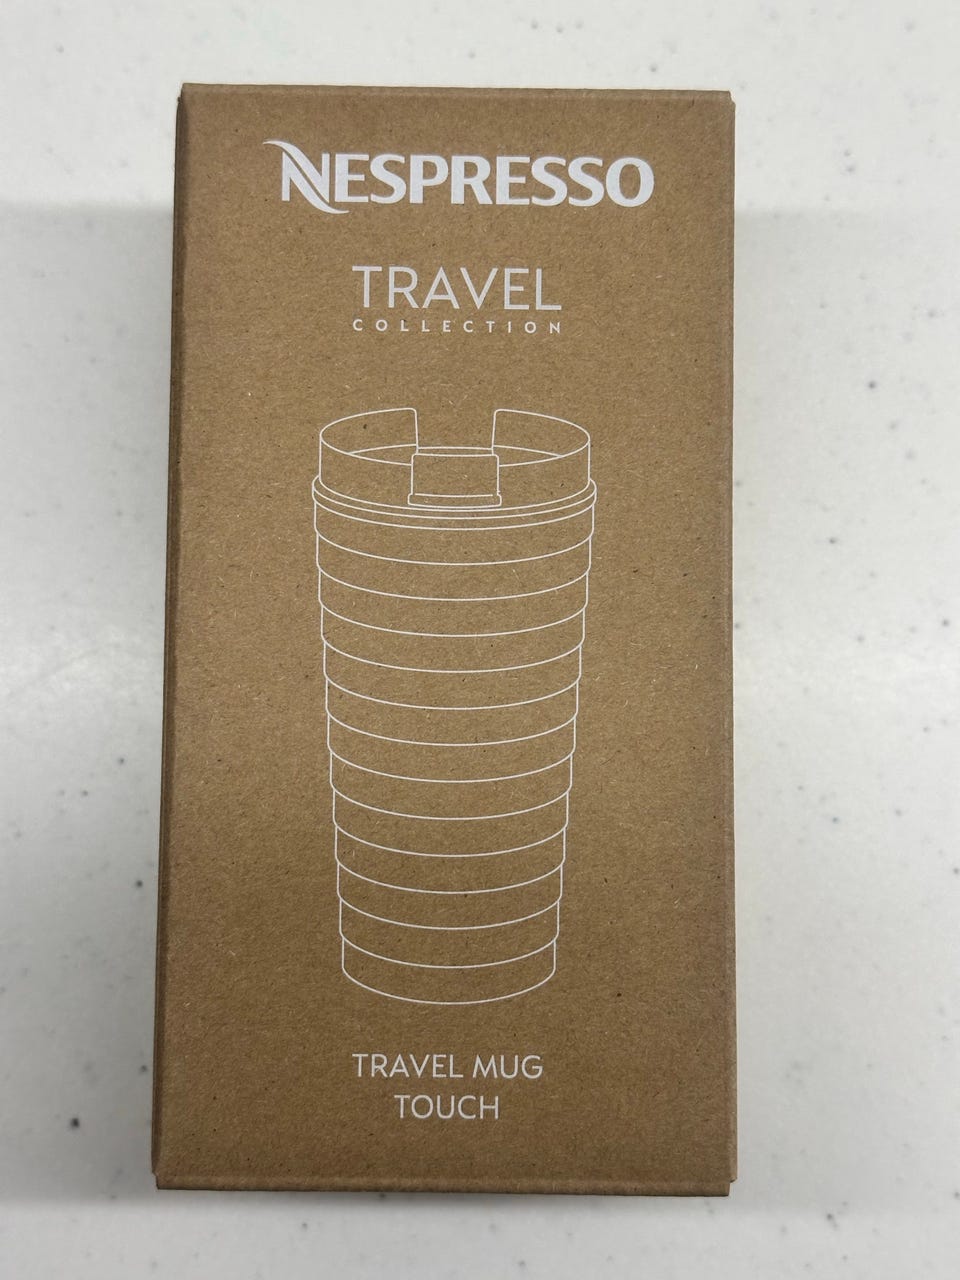 NESPRESSO
TRAVEL
COLLECTION
TRAVEL MUG
TOUCH